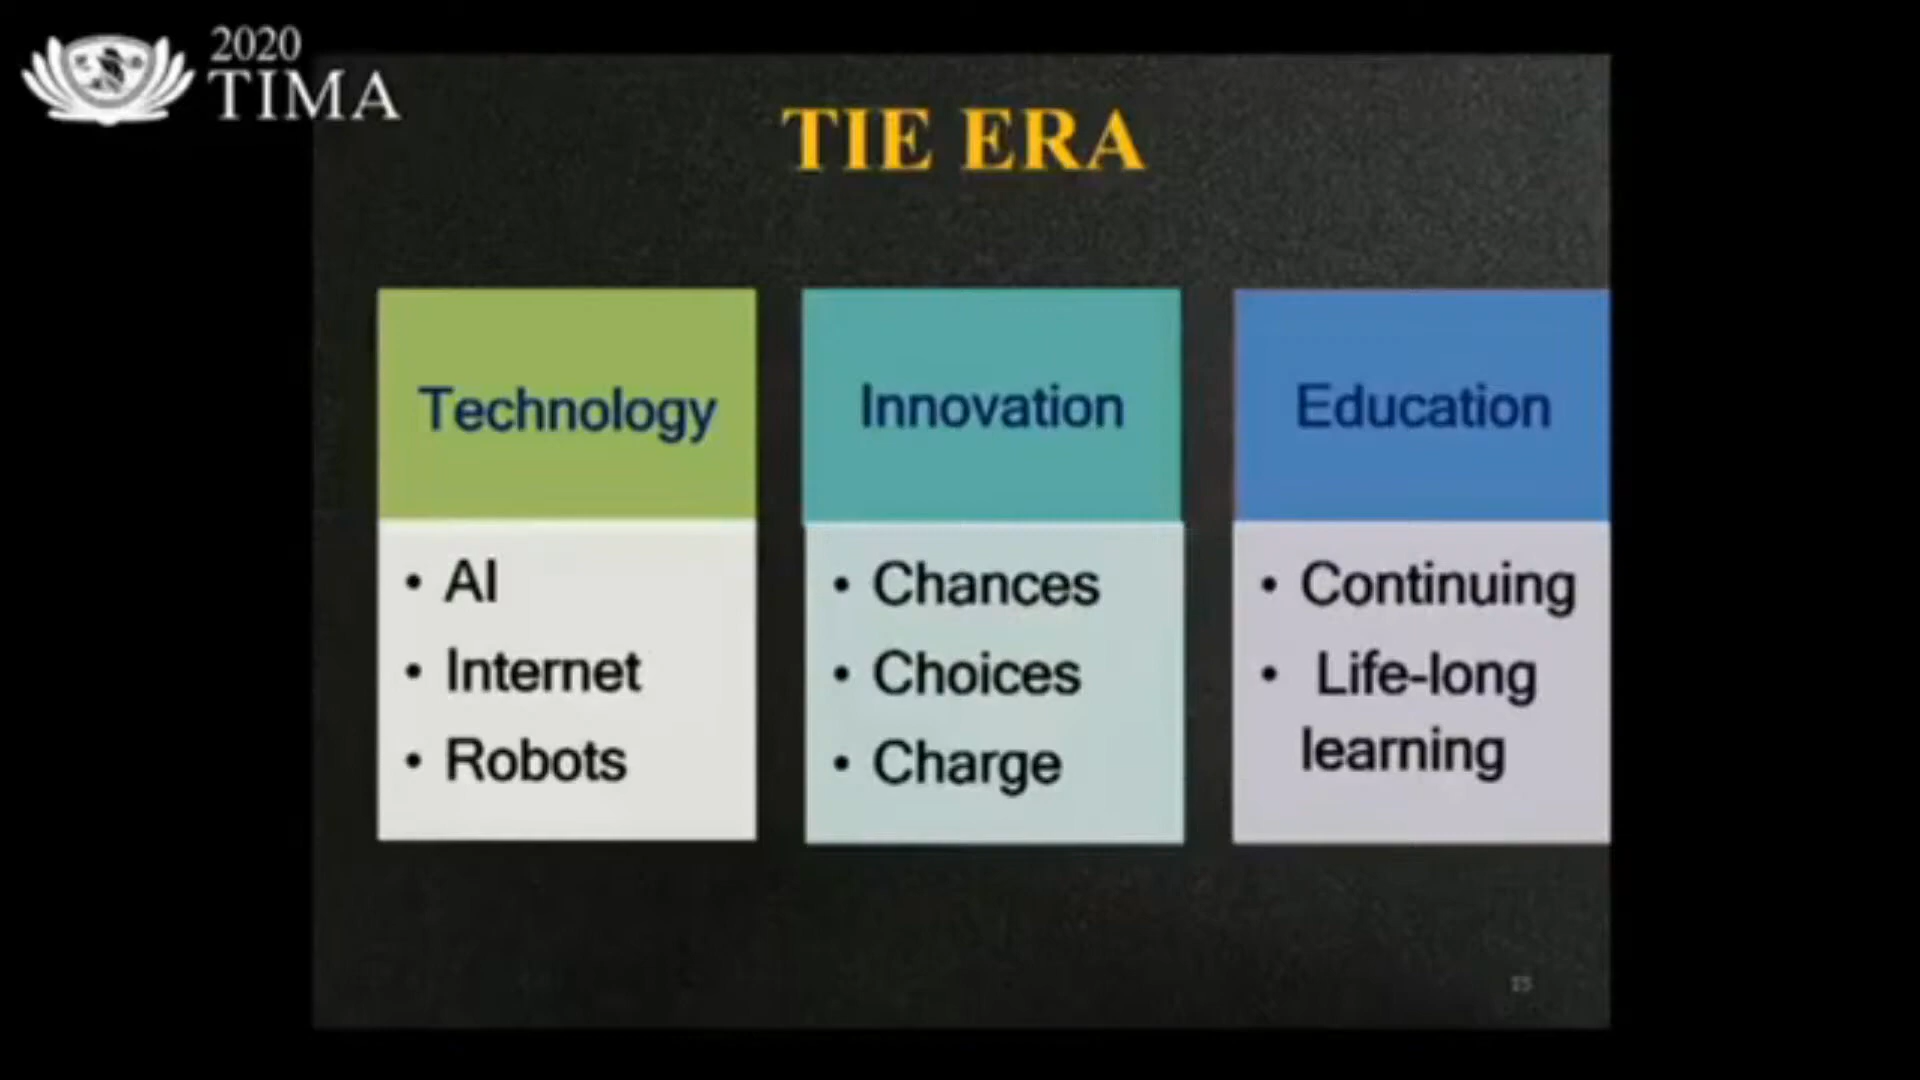 2020
TIMA
TIE ERA
Technology
• AI
• Internet
• Robots
Innovation
• Chances
• Choices
• Charge
Education
• Continuing
• Life-long
learning